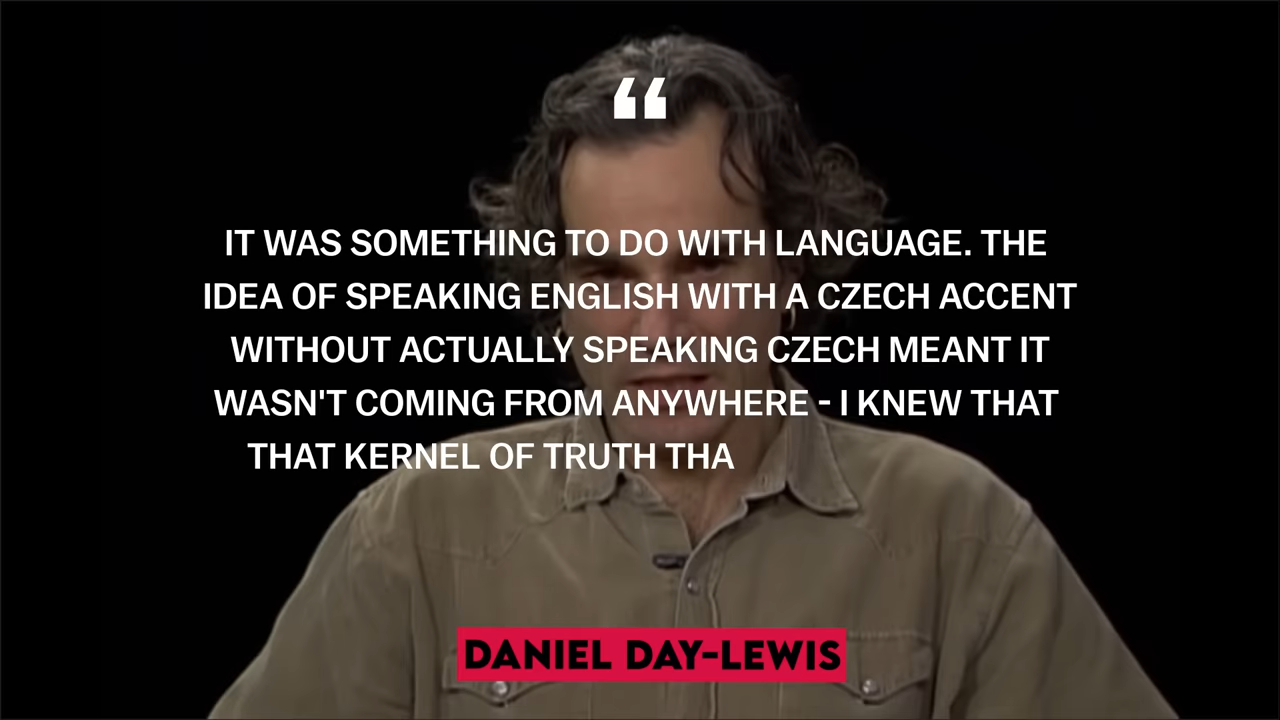 “
IT WAS SOMETHING TO DO WITH LANGUAGE. THE
IDEA OF SPEAKING ENGLISH WITH A CZECH ACCENT
WITHOUT ACTUALLY SPEAKING CZECH MEANT IT
WASN'T COMING FROM ANYWHERE - I KNEW THAT
THAT KERNEL OF TRUTH THA
DANIEL DAY-LEWIS